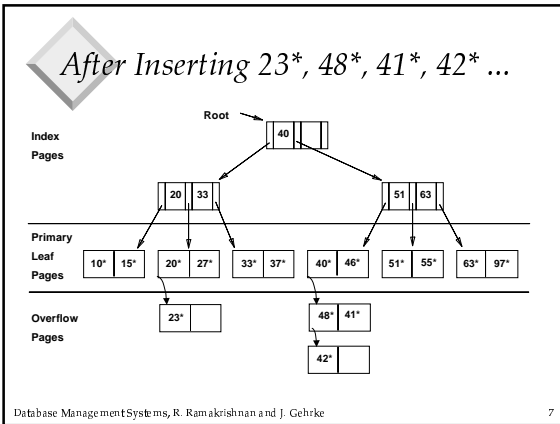 After Inserting 23*, 48*, 41*, 42* ...
Root
Index
Pages
40
20 33 51 63
Primary
Leaf
Pages
10* 15* 20* 27* 33* 37* 40* 46* 51* 55* 63* 97*
Overflow
Pages
23* 48* 41*
42*
Database Management Systems, R. Ramakrishnan and J. Gehrke 7